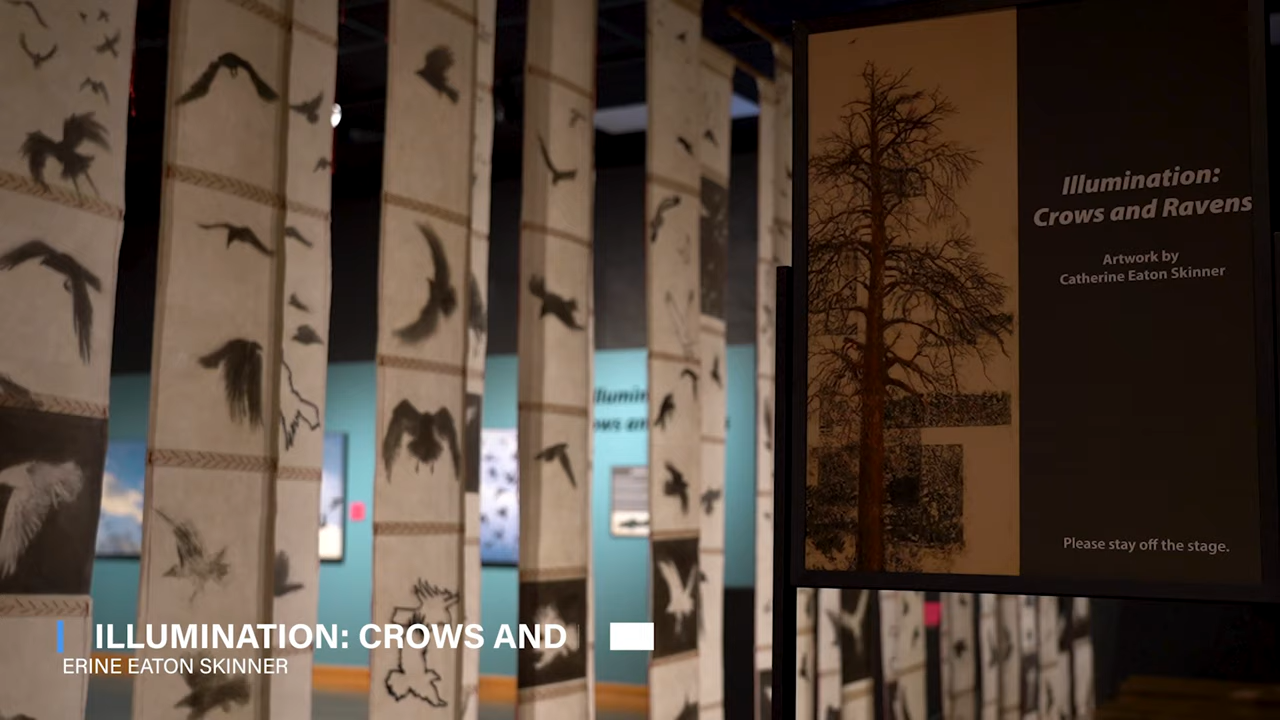 Illumination:
Crows and Ravens
Artwork by
Catherine Eaton Skinner
Please stay off the stage.
ILLUMINATION: CROWS AND
ERINE EATON SKINNER